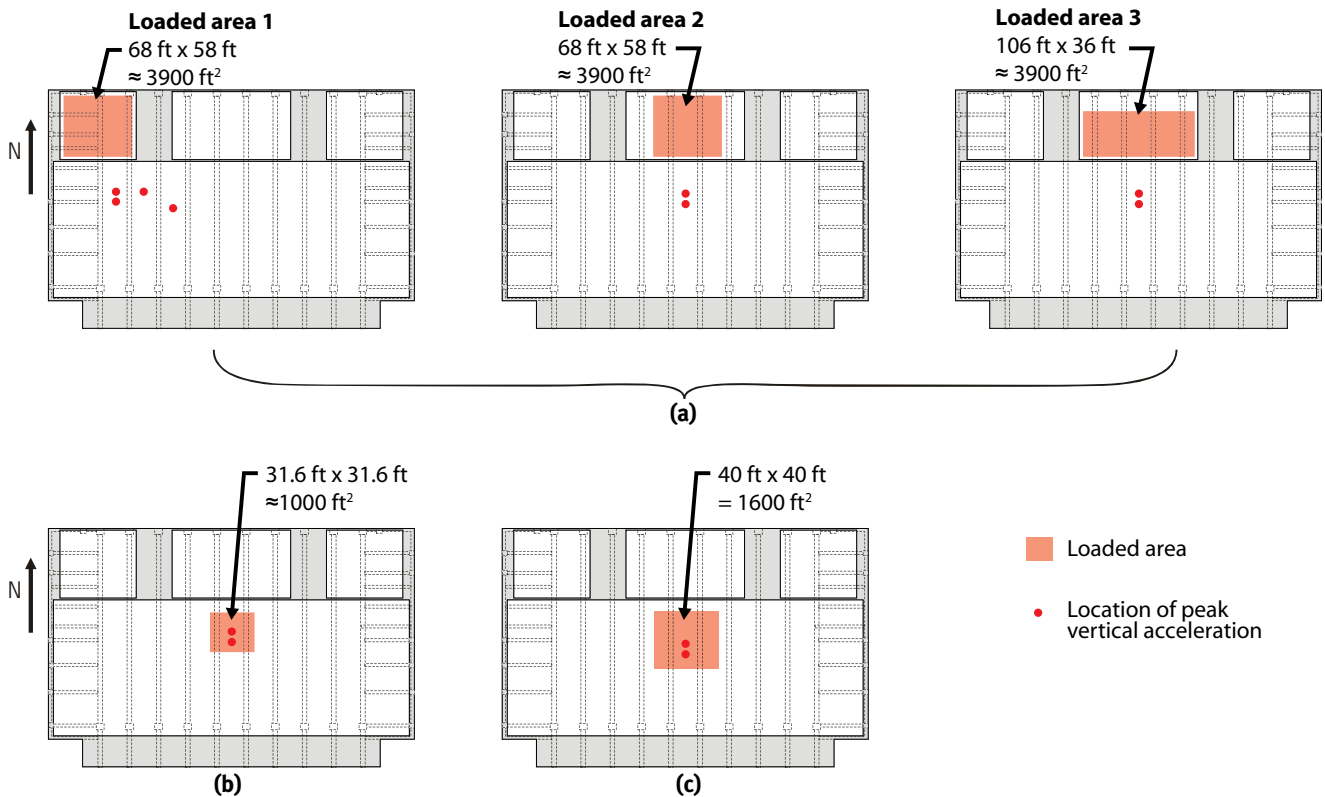 Loaded area 1
68 ft x 58 ft
≈ 3900 ft²
Loaded area 2
68 ft x 58 ft
≈ 3900 ft²
Loaded area 3
106 ft x 36 ft
≈ 3900 ft²
N
(a)
31.6 ft x 31.6 ft
≈1000 ft²
40 ft x 40 ft
= 1600 ft²
N
Loaded area
Location of peak
vertical acceleration
(b)
(c)